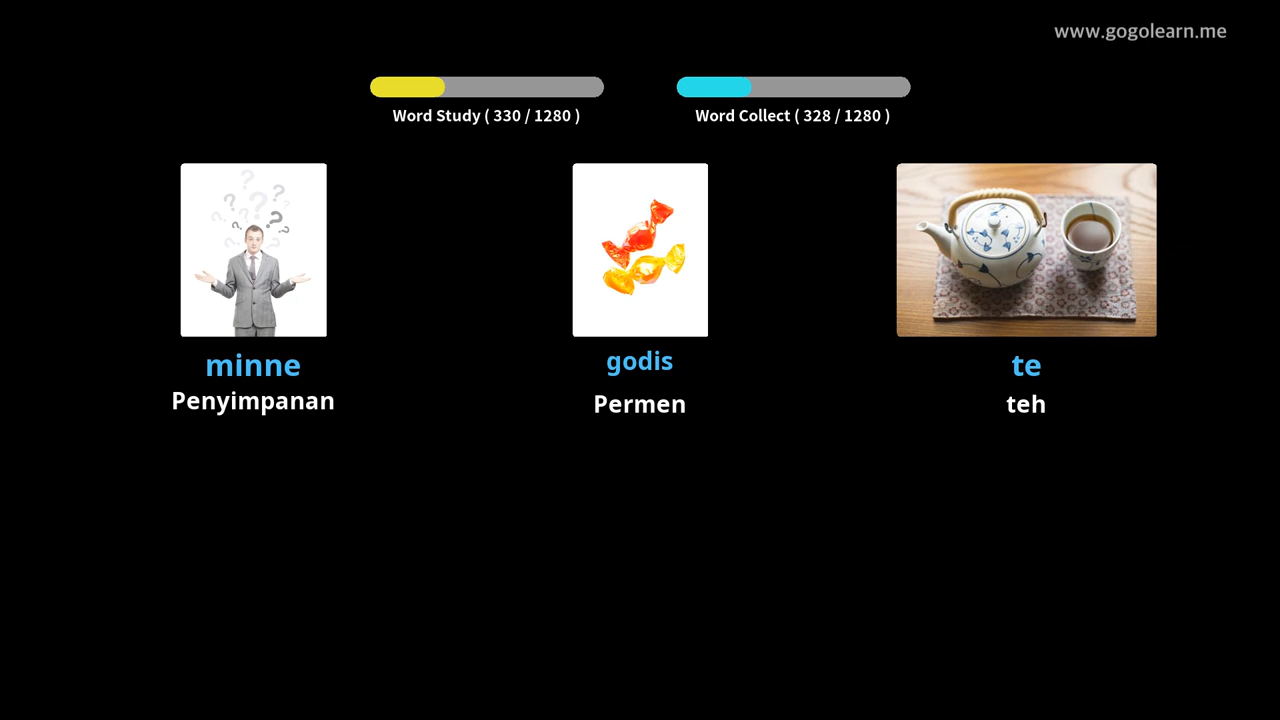 www.gogolearn.me
Word Study ( 330 / 1280 )
Word Collect ( 328 / 1280 )
minne
Penyimpanan
godis
Permen
te
teh